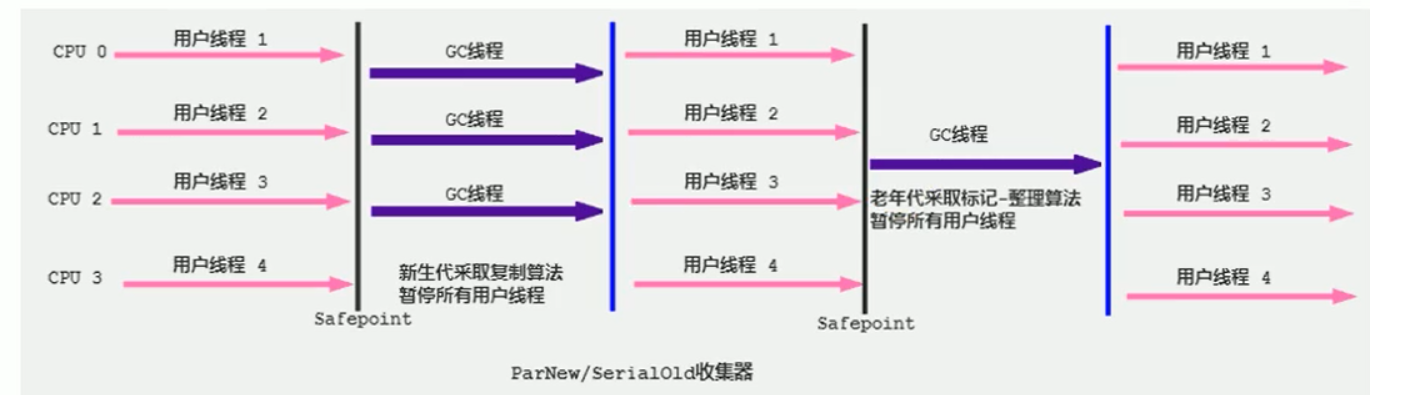 CPU 0
用户线程 1
GC线程
用户线程 1
用户线程 1
CPU 1
用户线程 2
GC线程
用户线程 2
GC线程
用户线程 2
CPU 2
用户线程 3
GC线程
用户线程 3
老年代采取标记-整理算法
暂停所有用户线程
用户线程 3
CPU 3
用户线程 4
新生代采取复制算法
暂停所有用户线程
用户线程 4
用户线程 4
Safepoint
Safepoint
ParNew/SerialOld收集器